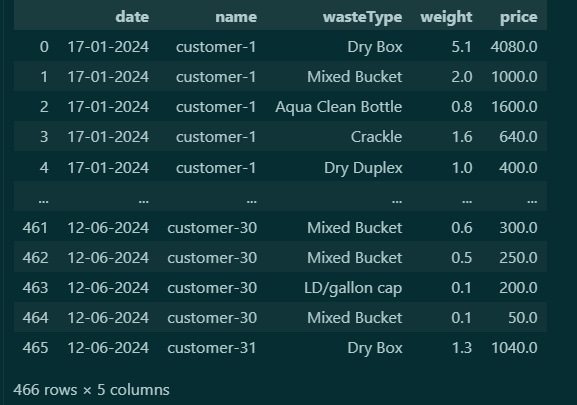 date name wasteType weight price
0 17-01-2024 customer-1 Dry Box 5.1 4080.0
1 17-01-2024 customer-1 Mixed Bucket 2.0 1000.0
2 17-01-2024 customer-1 Aqua Clean Bottle 0.8 1600.0
3 17-01-2024 customer-1 Crackle 1.6 640.0
4 17-01-2024 customer-1 Dry Duplex 1.0 400.0
... ... ... ... ... ...
461 12-06-2024 customer-30 Mixed Bucket 0.6 300.0
462 12-06-2024 customer-30 Mixed Bucket 0.5 250.0
463 12-06-2024 customer-30 LD/gallon cap 0.1 200.0
464 12-06-2024 customer-30 Mixed Bucket 0.1 50.0
465 12-06-2024 customer-31 Dry Box 1.3 1040.0
466 rows × 5 columns